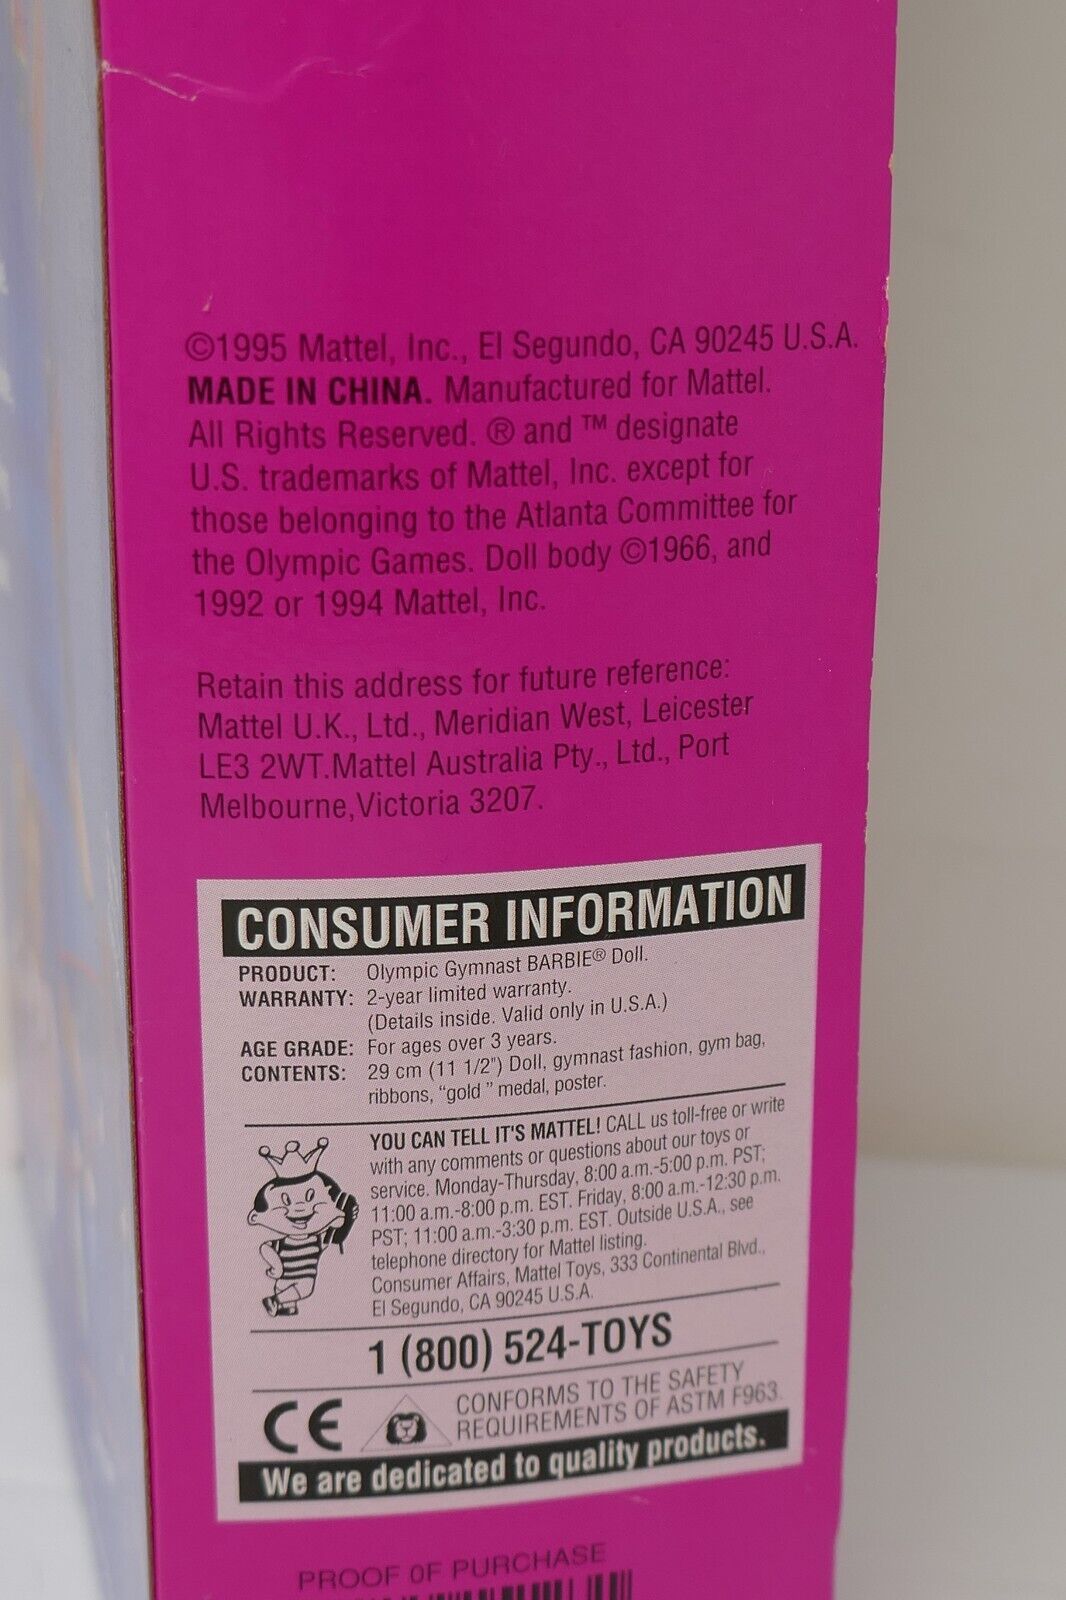 ©1995 Mattel, Inc., El Segundo, CA 90245 U.S.A.
MADE IN CHINA. Manufactured for Mattel.
All Rights Reserved. ® and ™ designate
U.S. trademarks of Mattel, Inc. except for
those belonging to the Atlanta Committee for
the Olympic Games. Doll body ©1966, and
1992 or 1994 Mattel, Inc.
Retain this address for future reference:
Mattel U.K., Ltd., Meridian West, Leicester
LE3 2WT.Mattel Australia Pty., Ltd., Port
Melbourne,Victoria 3207.
CONSUMER INFORMATION
PRODUCT: Olympic Gymnast BARBIE® Doll.
WARRANTY: 2-year limited warranty.
(Details inside. Valid only in U.S.A.)
AGE GRADE: For ages over 3 years.
CONTENTS: 29 cm (11 1/2") Doll, gymnast fashion, gym bag,
ribbons, "gold " medal, poster.
YOU CAN TELL IT'S MATTEL! CALL us toll-free or write
with any comments or questions about our toys or
service. Monday-Thursday, 8:00 a.m.-5:00 p.m. PST;
11:00 a.m.-8:00 p.m. EST. Friday, 8:00 a.m.-12:30 p.m.
PST; 11:00 a.m.-3:30 p.m. EST. Outside U.S.A., see
telephone directory for Mattel listing.
Consumer Affairs, Mattel Toys, 333 Continental Blvd.,
El Segundo, CA 90245 U.S.A.
1 (800) 524-TOYS
CE CONFORMS TO THE SAFETY
REQUIREMENTS OF ASTM F963.
We are dedicated to quality products.
PROOF OF PURCHASE